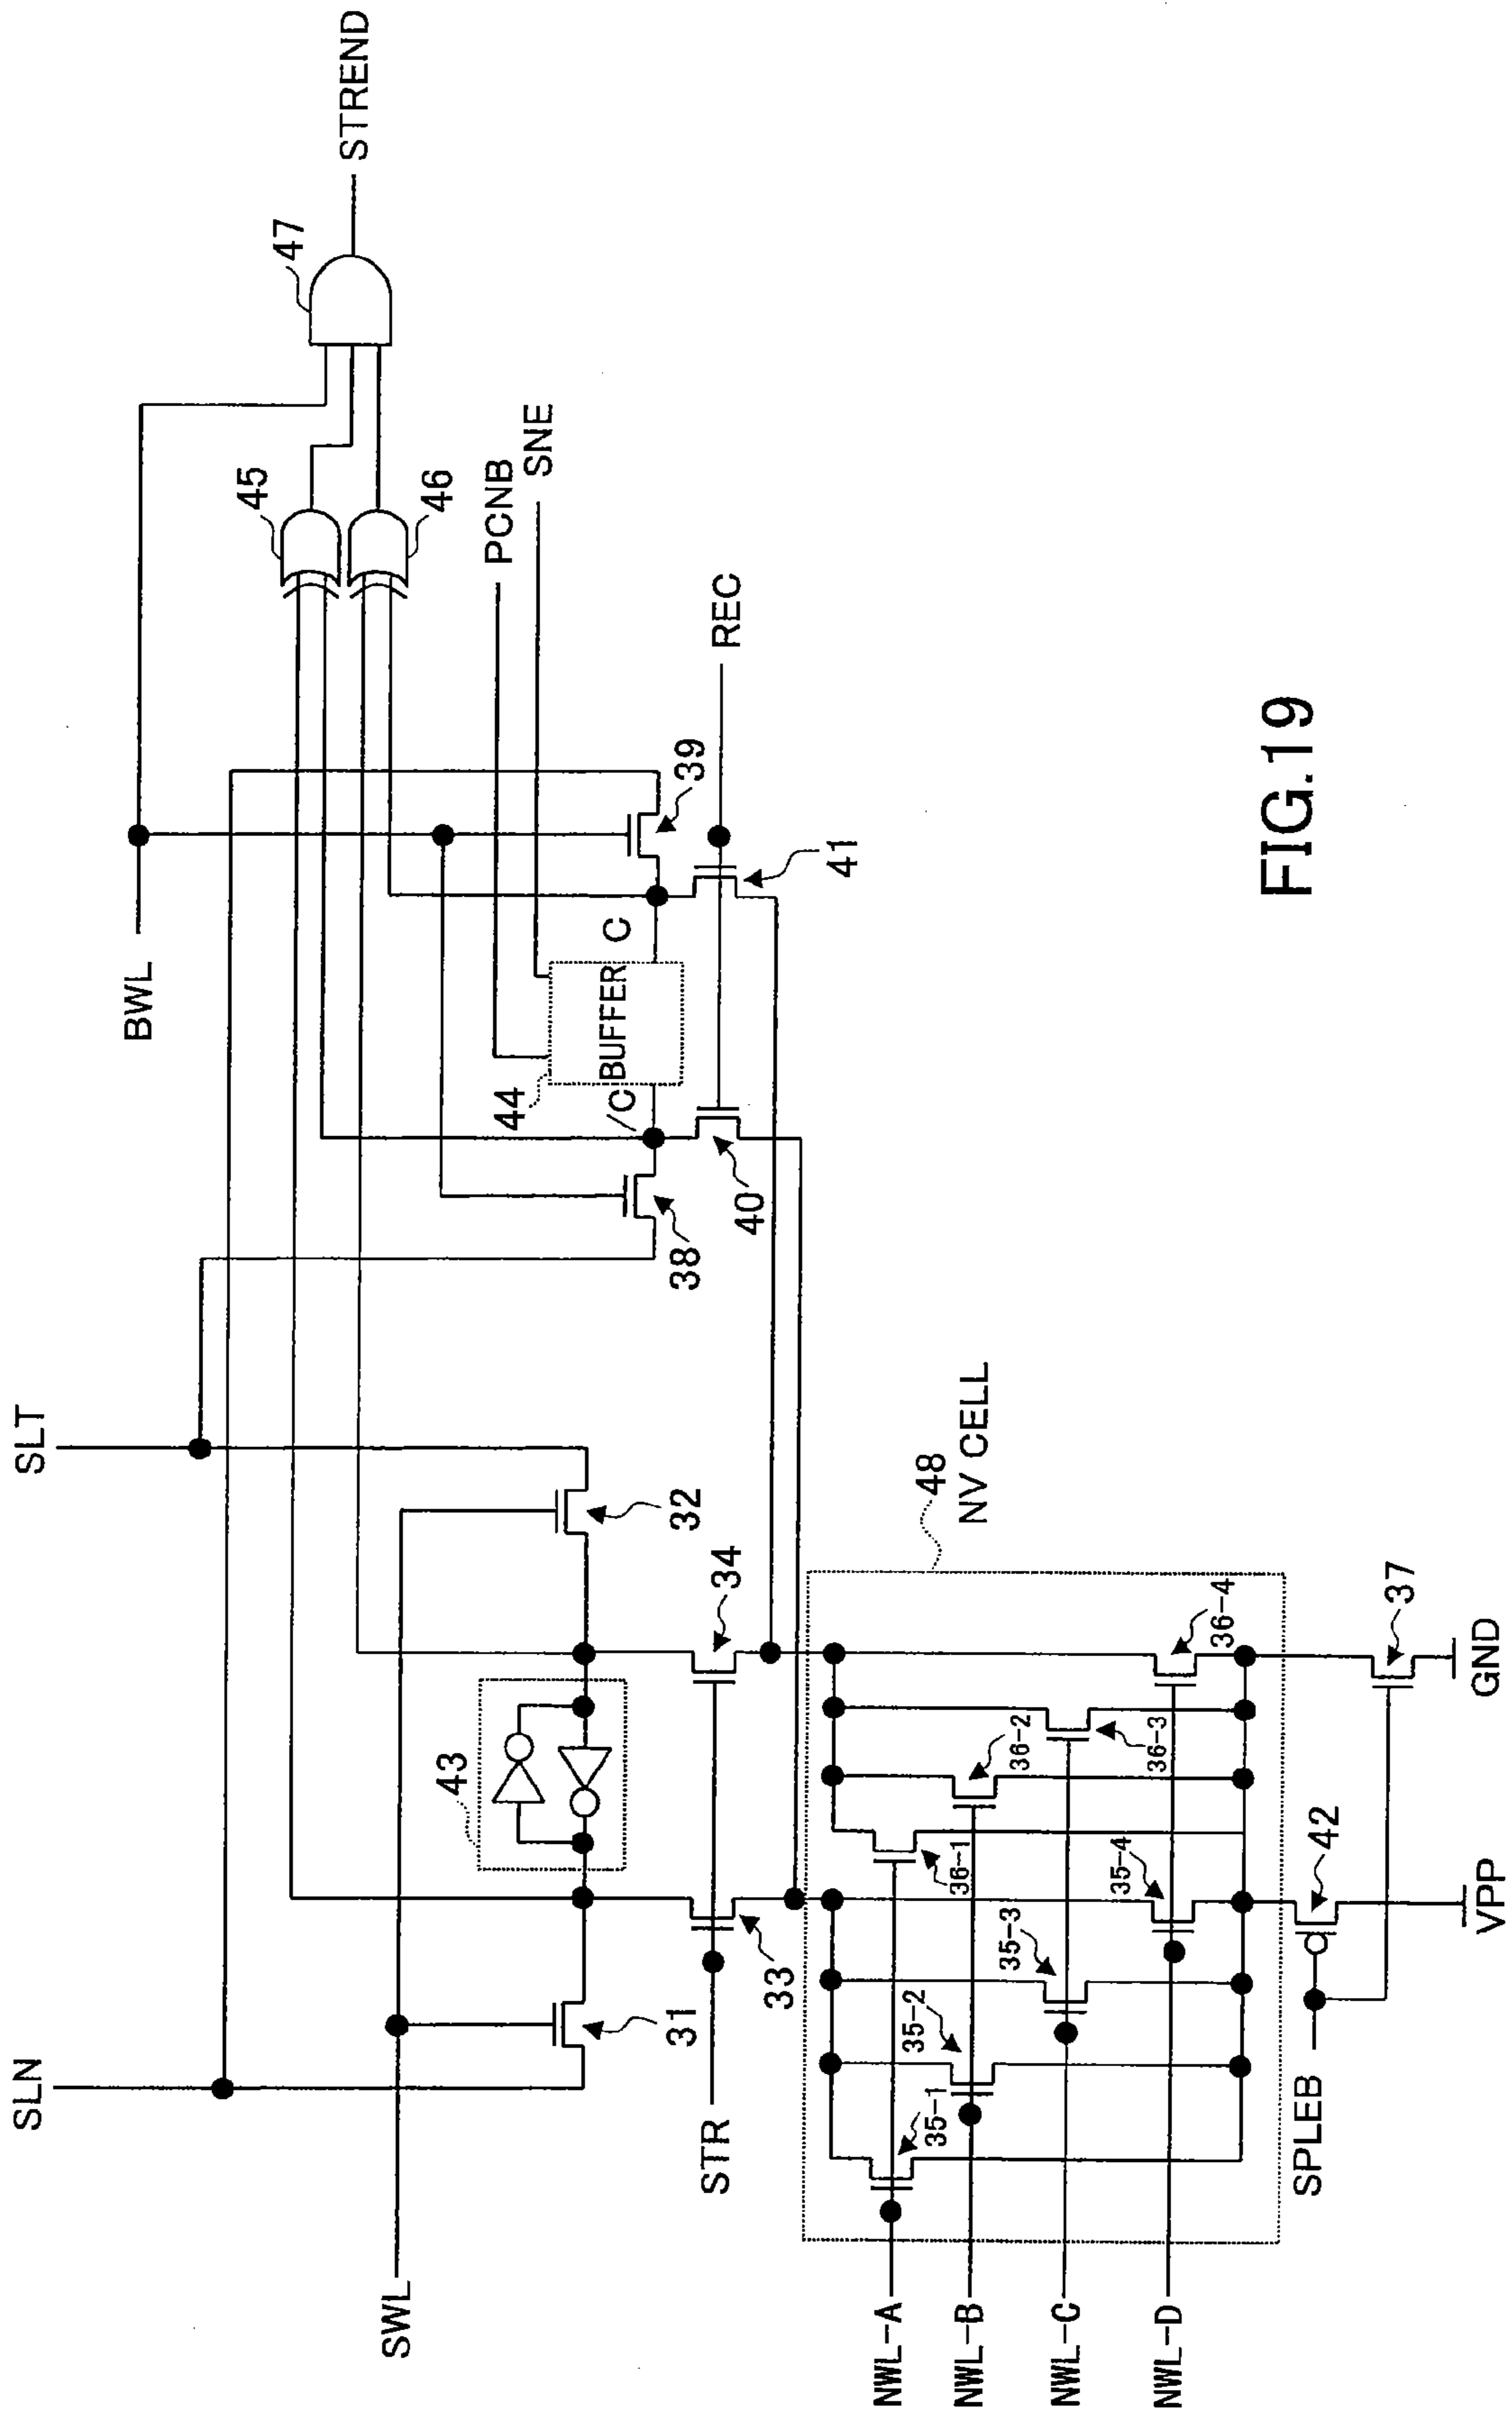 SLN
SLT
STREND
47
BWL
45
46
SWL
PCNB
SNE
43
44
BUFFER
/C
C
31
32
38
39
STR
33
34
40
41
REC
48
NV CELL
NWL-A
NWL-B
NWL-C
NWL-D
35-1
35-2
35-3
35-4
36-1
36-2
36-3
36-4
SPLEB
42
37
VPP
GND
FIG.19